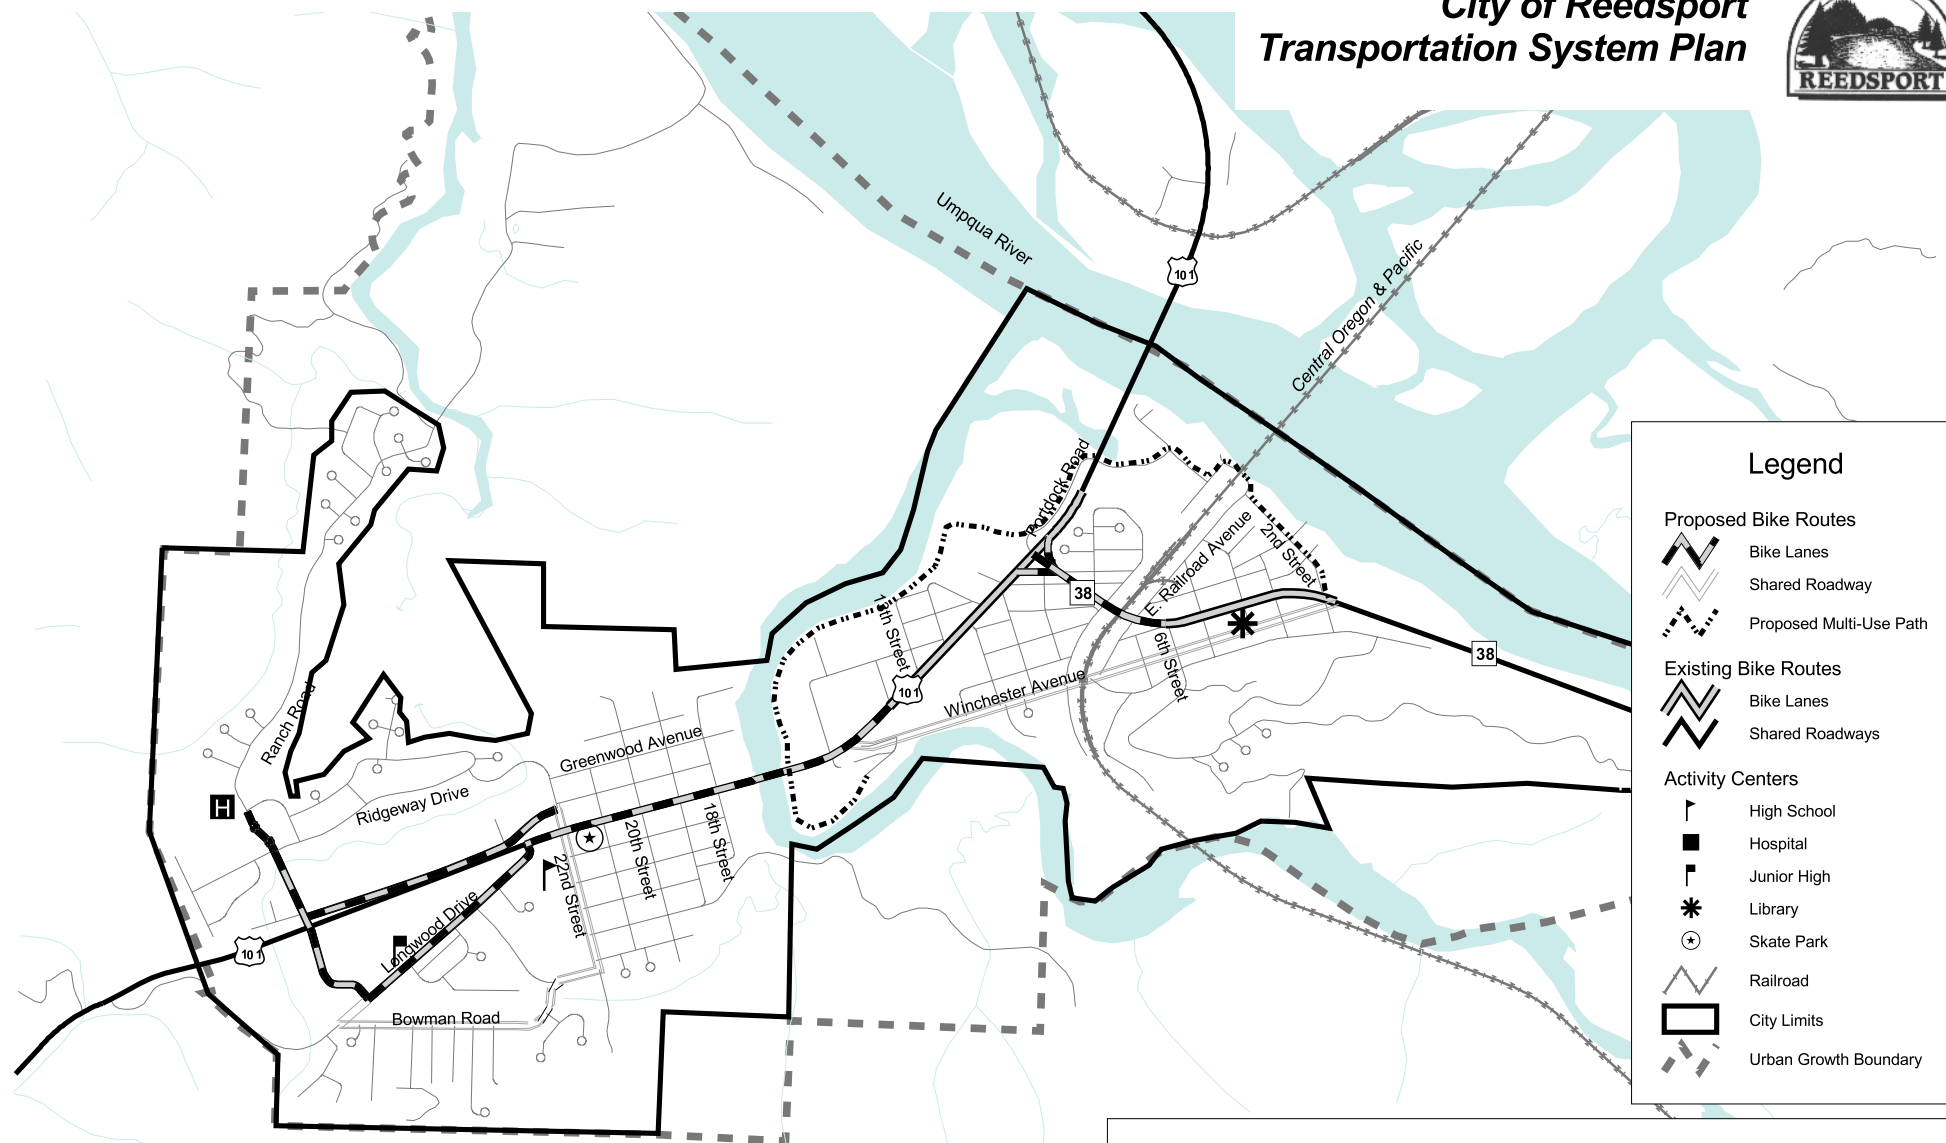 City of Reedsport
Transportation System Plan
REEDSPORT
Umpqua River
101
Central Oregon & Pacific
Portdock Road
E. Railroad Avenue
2nd Street
38
18th Street
6th Street
38
101
Winchester Avenue
Ranch Road
Greenwood Avenue
Ridgeway Drive
H
20th Street
18th Street
22nd Street
Longwood Drive
101
Bowman Road
Legend
Proposed Bike Routes
Bike Lanes
Shared Roadway
Proposed Multi-Use Path
Existing Bike Routes
Bike Lanes
Shared Roadways
Activity Centers
High School
Hospital
Junior High
Library
Skate Park
Railroad
City Limits
Urban Growth Boundary